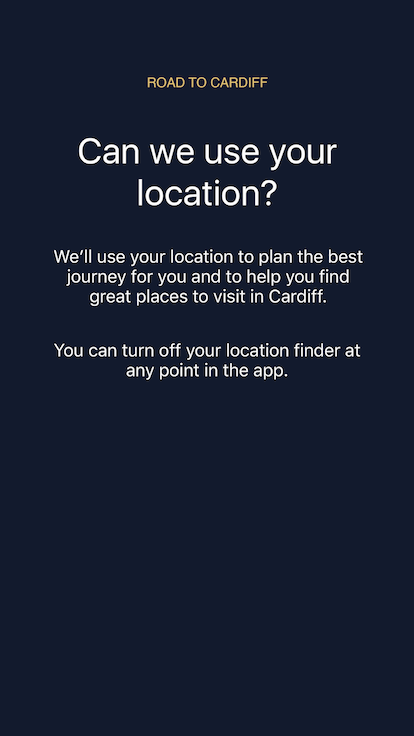 ROAD TO CARDIFF
Can we use your
location?
We’ll use your location to plan the best
journey for you and to help you find
great places to visit in Cardiff.
You can turn off your location finder at
any point in the app.